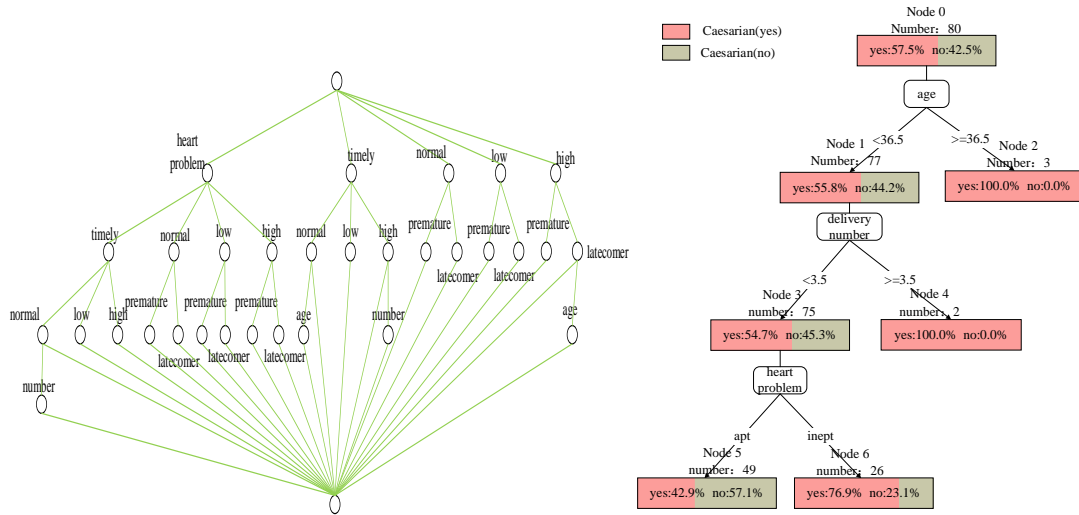 heart
problem
timely
normal
low
high
timely
normal
low
high
normal
low
high
premature
latecomer
premature
latecomer
premature
latecomer
normal
low
high
premature
latecomer
premature
latecomer
premature
latecomer
age
number
age
number
Caesarian(yes)
Caesarian(no)
Node 0
Number: 80
yes:57.5% no:42.5%
age
<36.5
>=36.5
Node 1
Number: 77
yes:55.8% no:44.2%
Node 2
Number: 3
yes:100.0% no:0.0%
delivery
number
<3.5
>=3.5
Node 3
number: 75
yes:54.7% no:45.3%
Node 4
number: 2
yes:100.0% no:0.0%
heart
problem
apt
inept
Node 5
number: 49
yes:42.9% no:57.1%
Node 6
number: 26
yes:76.9% no:23.1%